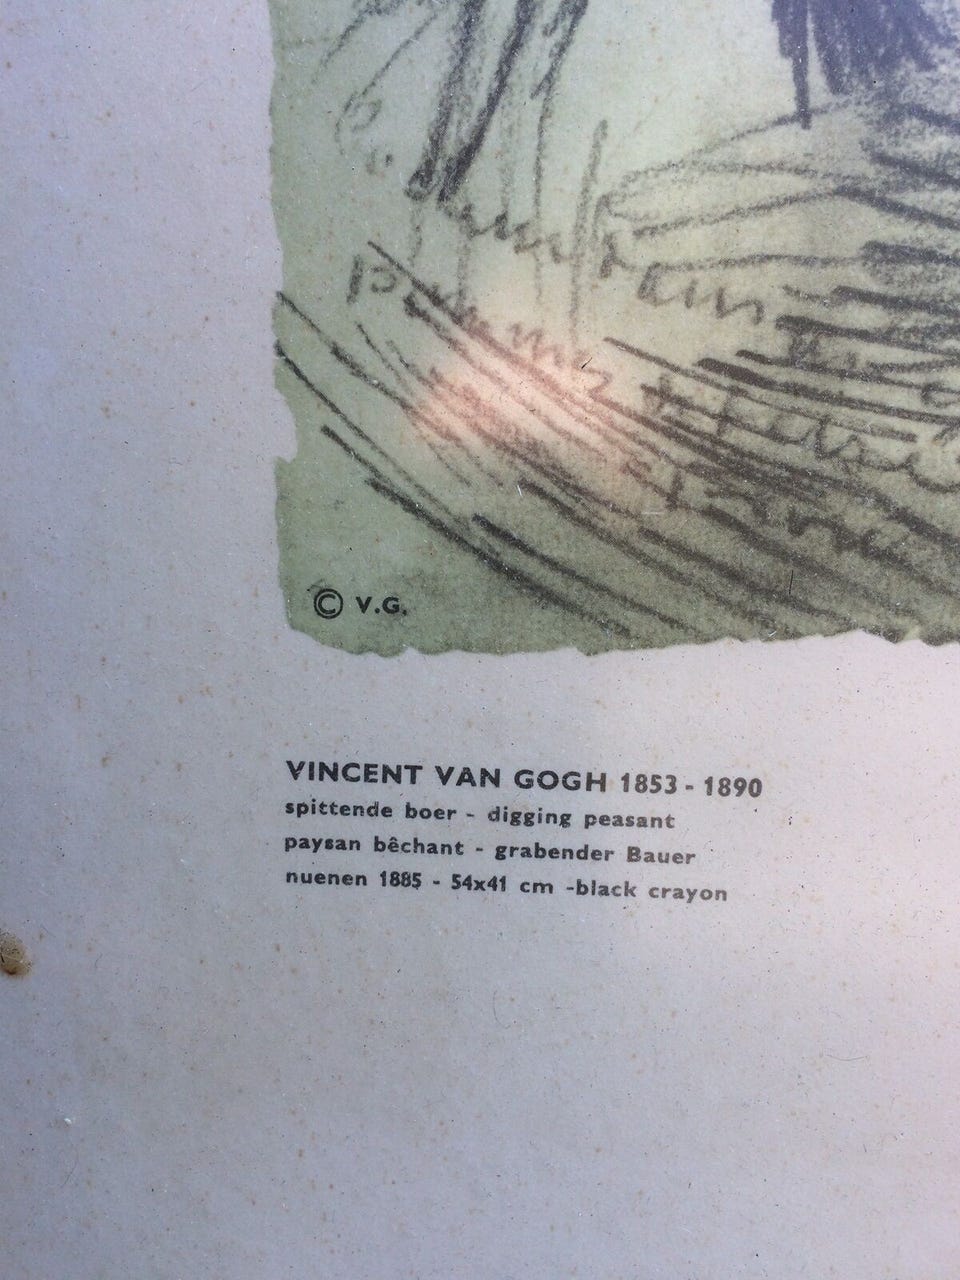 © V.G.
VINCENT VAN GOGH 1853 - 1890
spittende boer - digging peasant
paysan bêchant - grabender Bauer
nuenen 1885 - 54x41 cm -black crayon